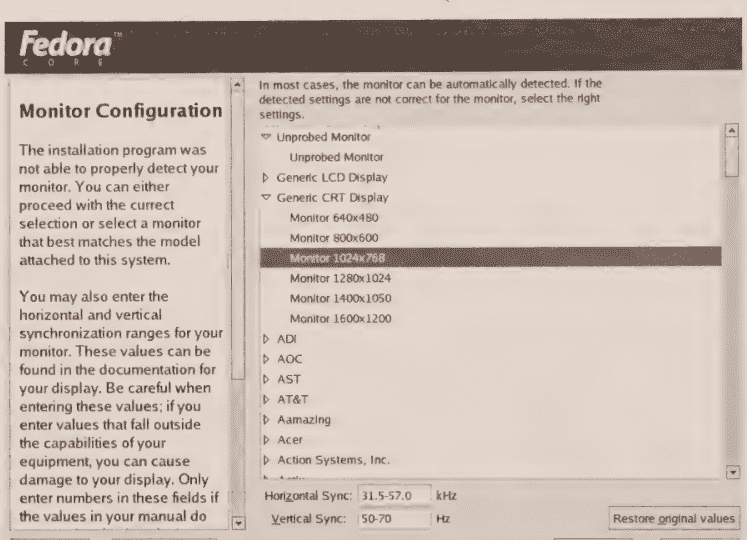 Fedora™
CORE
Monitor Configuration
The installation program was
not able to properly detect your
monitor. You can either
proceed with the currect
selection or select a monitor
that best matches the model
attached to this system.
You may also enter the
horizontal and vertical
synchronization ranges for your
monitor. These values can be
found in the documentation for
your display. Be careful when
entering these values; if you
enter values that fall outside
the capabilities of your
equipment, you can cause
damage to your display. Only
enter numbers in these fields if
the values in your manual do
In most cases, the monitor can be automatically detected. If the
detected settings are not correct for the monitor, select the right
settings.
Unprobed Monitor
Unprobed Monitor
Generic LCD Display
Generic CRT Display
Monitor 640x480
Monitor 800x600
Monitor 1024x768
Monitor 1280x1024
Monitor 1400x1050
Monitor 1600x1200
ADI
AOC
AST
AT&T
Aamazing
Acer
Action Systems, Inc.
Horizontal Sync: 31.5-57.0 kHz
Vertical Sync: 50-70 Hz
Restore original values